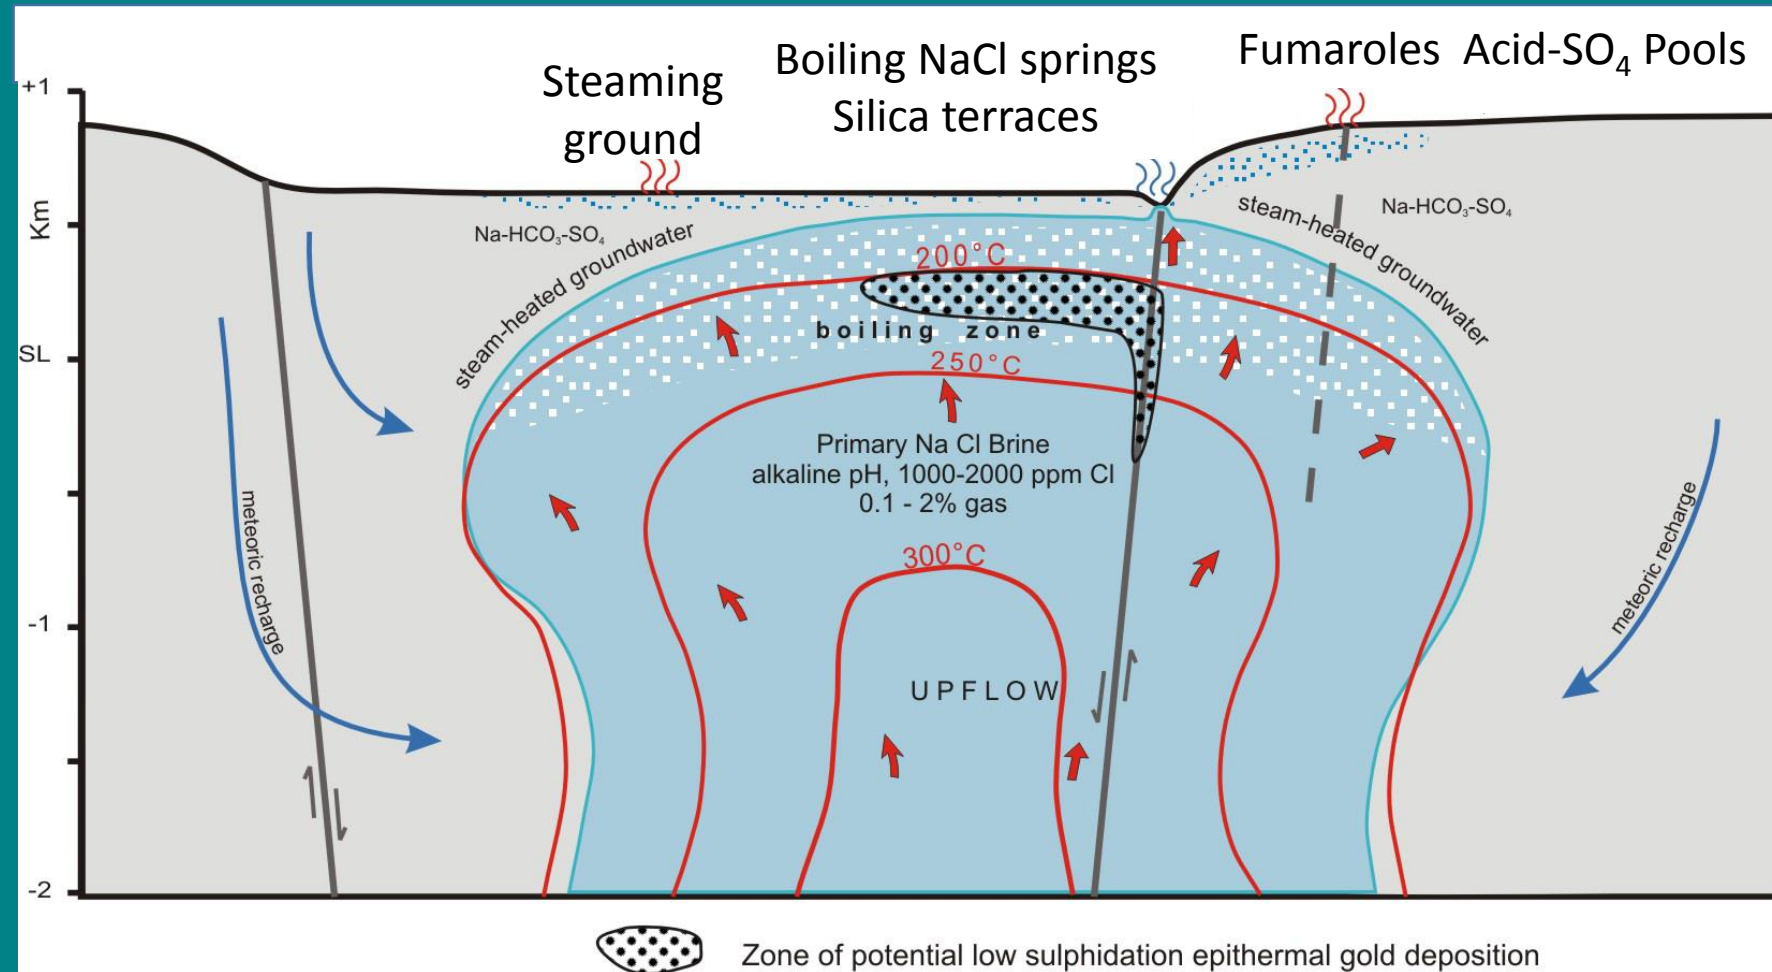 Steaming
ground
Boiling NaCl springs
Silica terraces
Fumaroles Acid-SO₄ Pools
+1
Km
SL
-1
-2
Na-HCO₃-SO₄
steam-heated groundwater
Na-HCO₃-SO₄
steam-heated groundwater
200°C
boiling zone
250°C
Primary Na Cl Brine
alkaline pH, 1000-2000 ppm Cl
0.1 - 2% gas
300°C
UPFLOW
meteoric recharge
meteoric recharge
Zone of potential low sulphidation epithermal gold deposition